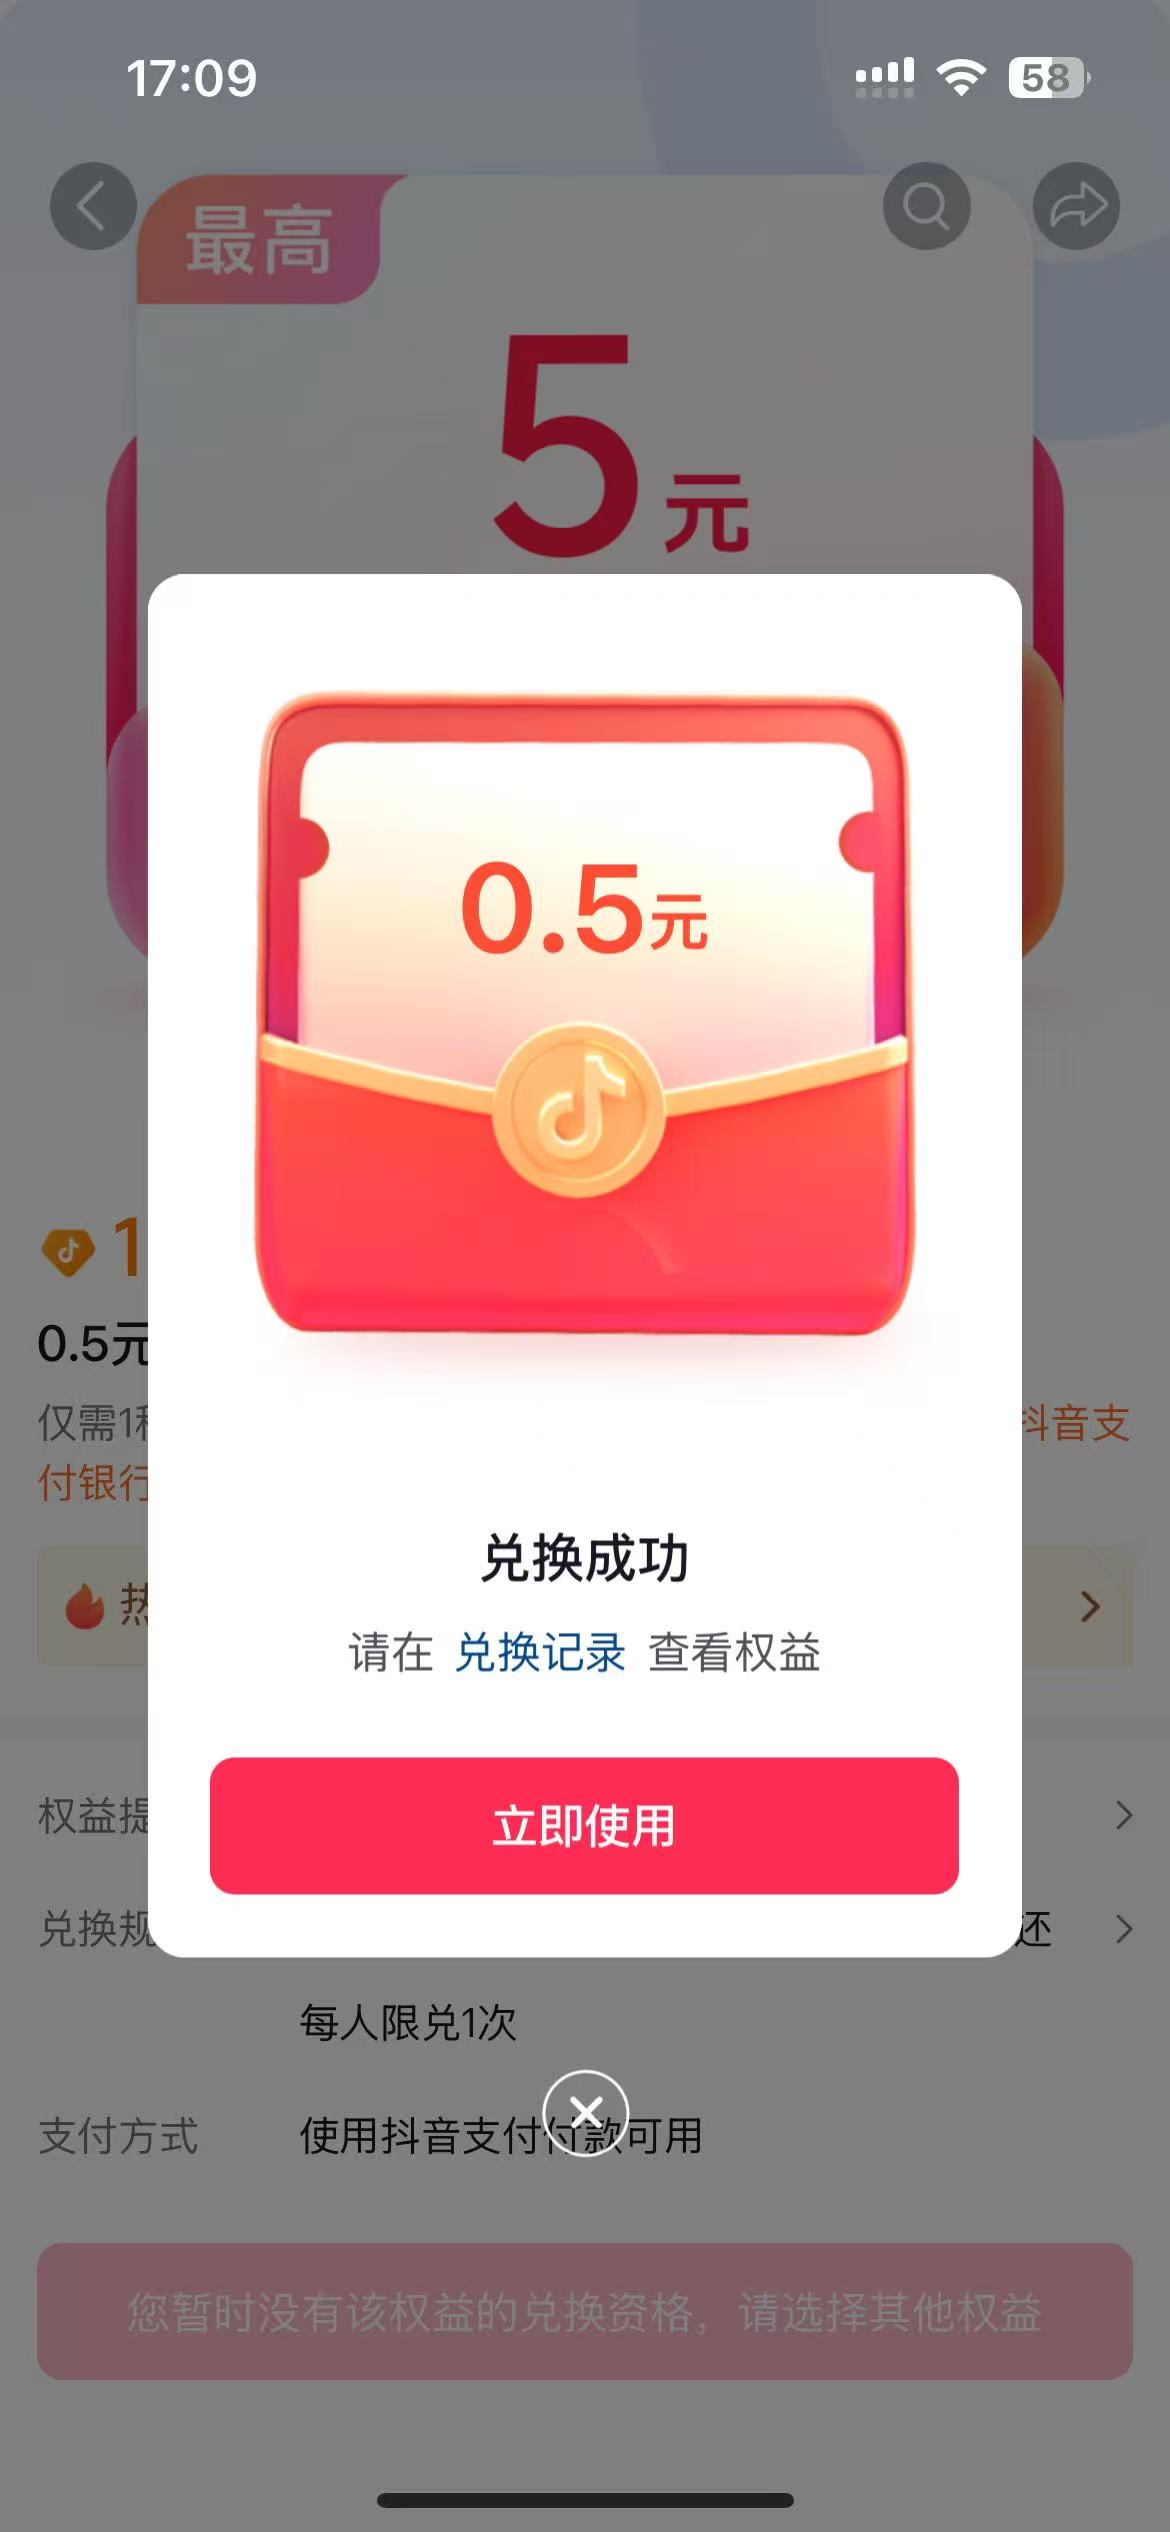 17:09
58
最高
5元
0.5元
1
0.5元
仅需1
抖音支
付银行
热
兑换成功
请在 兑换记录 查看权益
立即使用
权益提
兑换规
还
每人限兑1次
支付方式
使用抖音支付付款可用
您暂时没有该权益的兑换资格，请选择其他权益